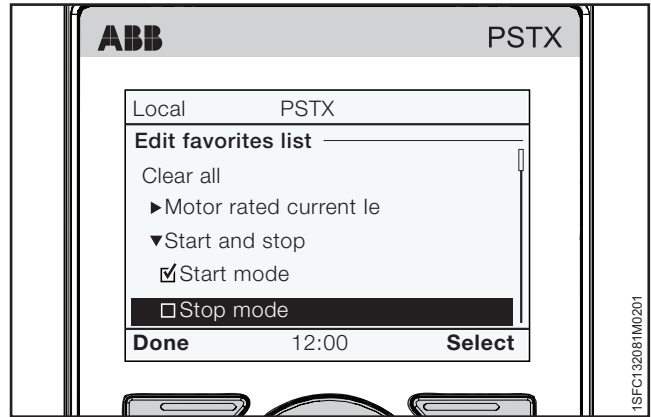 ABB PSTX
Local PSTX
Edit favorites list
Clear all
▶Motor rated current Ie
▼Start and stop
☑Start mode
☐Stop mode
Done 12:00 Select
1SFC132081M0201